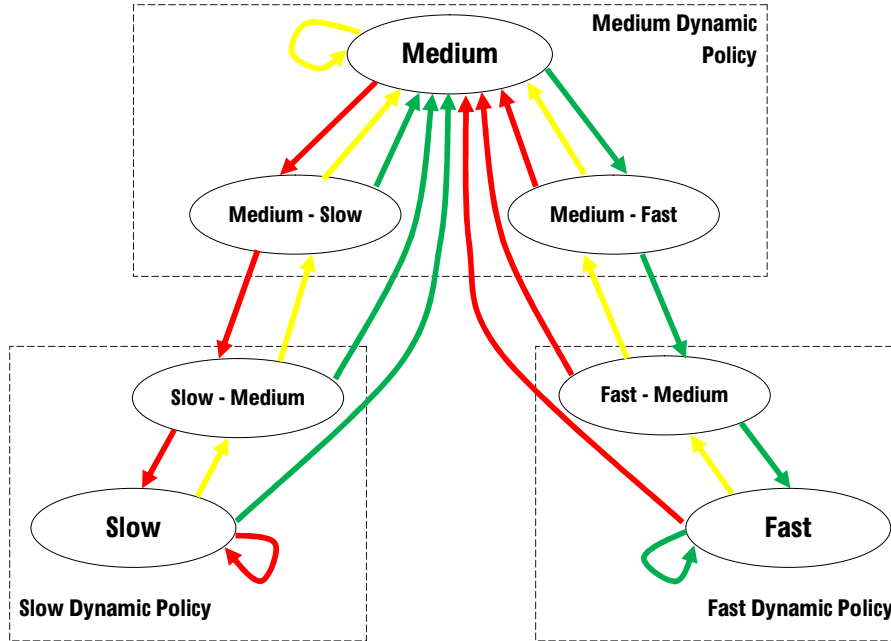 Medium Dynamic
Policy
Medium
Medium - Slow
Medium - Fast
Slow - Medium
Fast - Medium
Slow
Fast
Slow Dynamic Policy
Fast Dynamic Policy